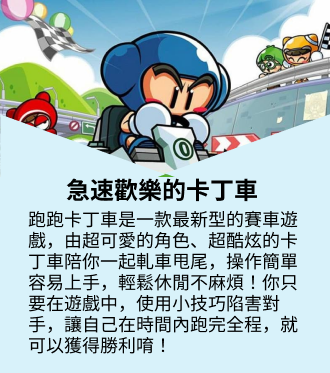 急速歡樂的卡丁車
跑跑卡丁車是一款最新型的賽車遊
戲，由超可愛的角色、超酷炫的卡
丁車陪你一起軋車甩尾，操作簡單
容易上手，輕鬆休閒不麻煩！你只
要在遊戲中，使用小技巧陷害對
手，讓自己在時間內跑完全程，就
可以獲得勝利唷！